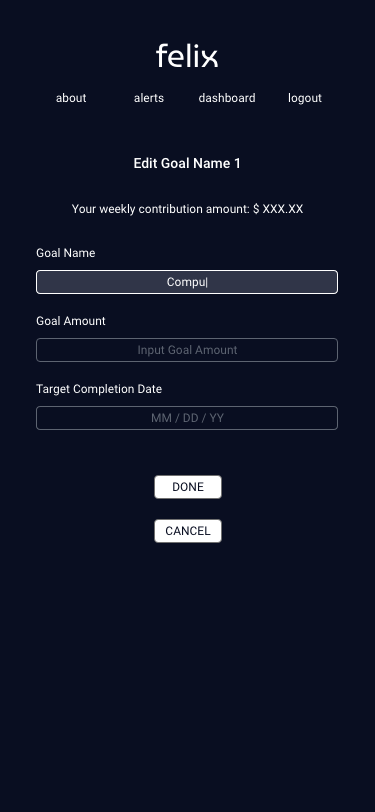 felix
about alerts dashboard logout
Edit Goal Name 1
Your weekly contribution amount: $ XXX.XX
Goal Name
Compu|
Goal Amount
Input Goal Amount
Target Completion Date
MM / DD / YY
DONE
CANCEL